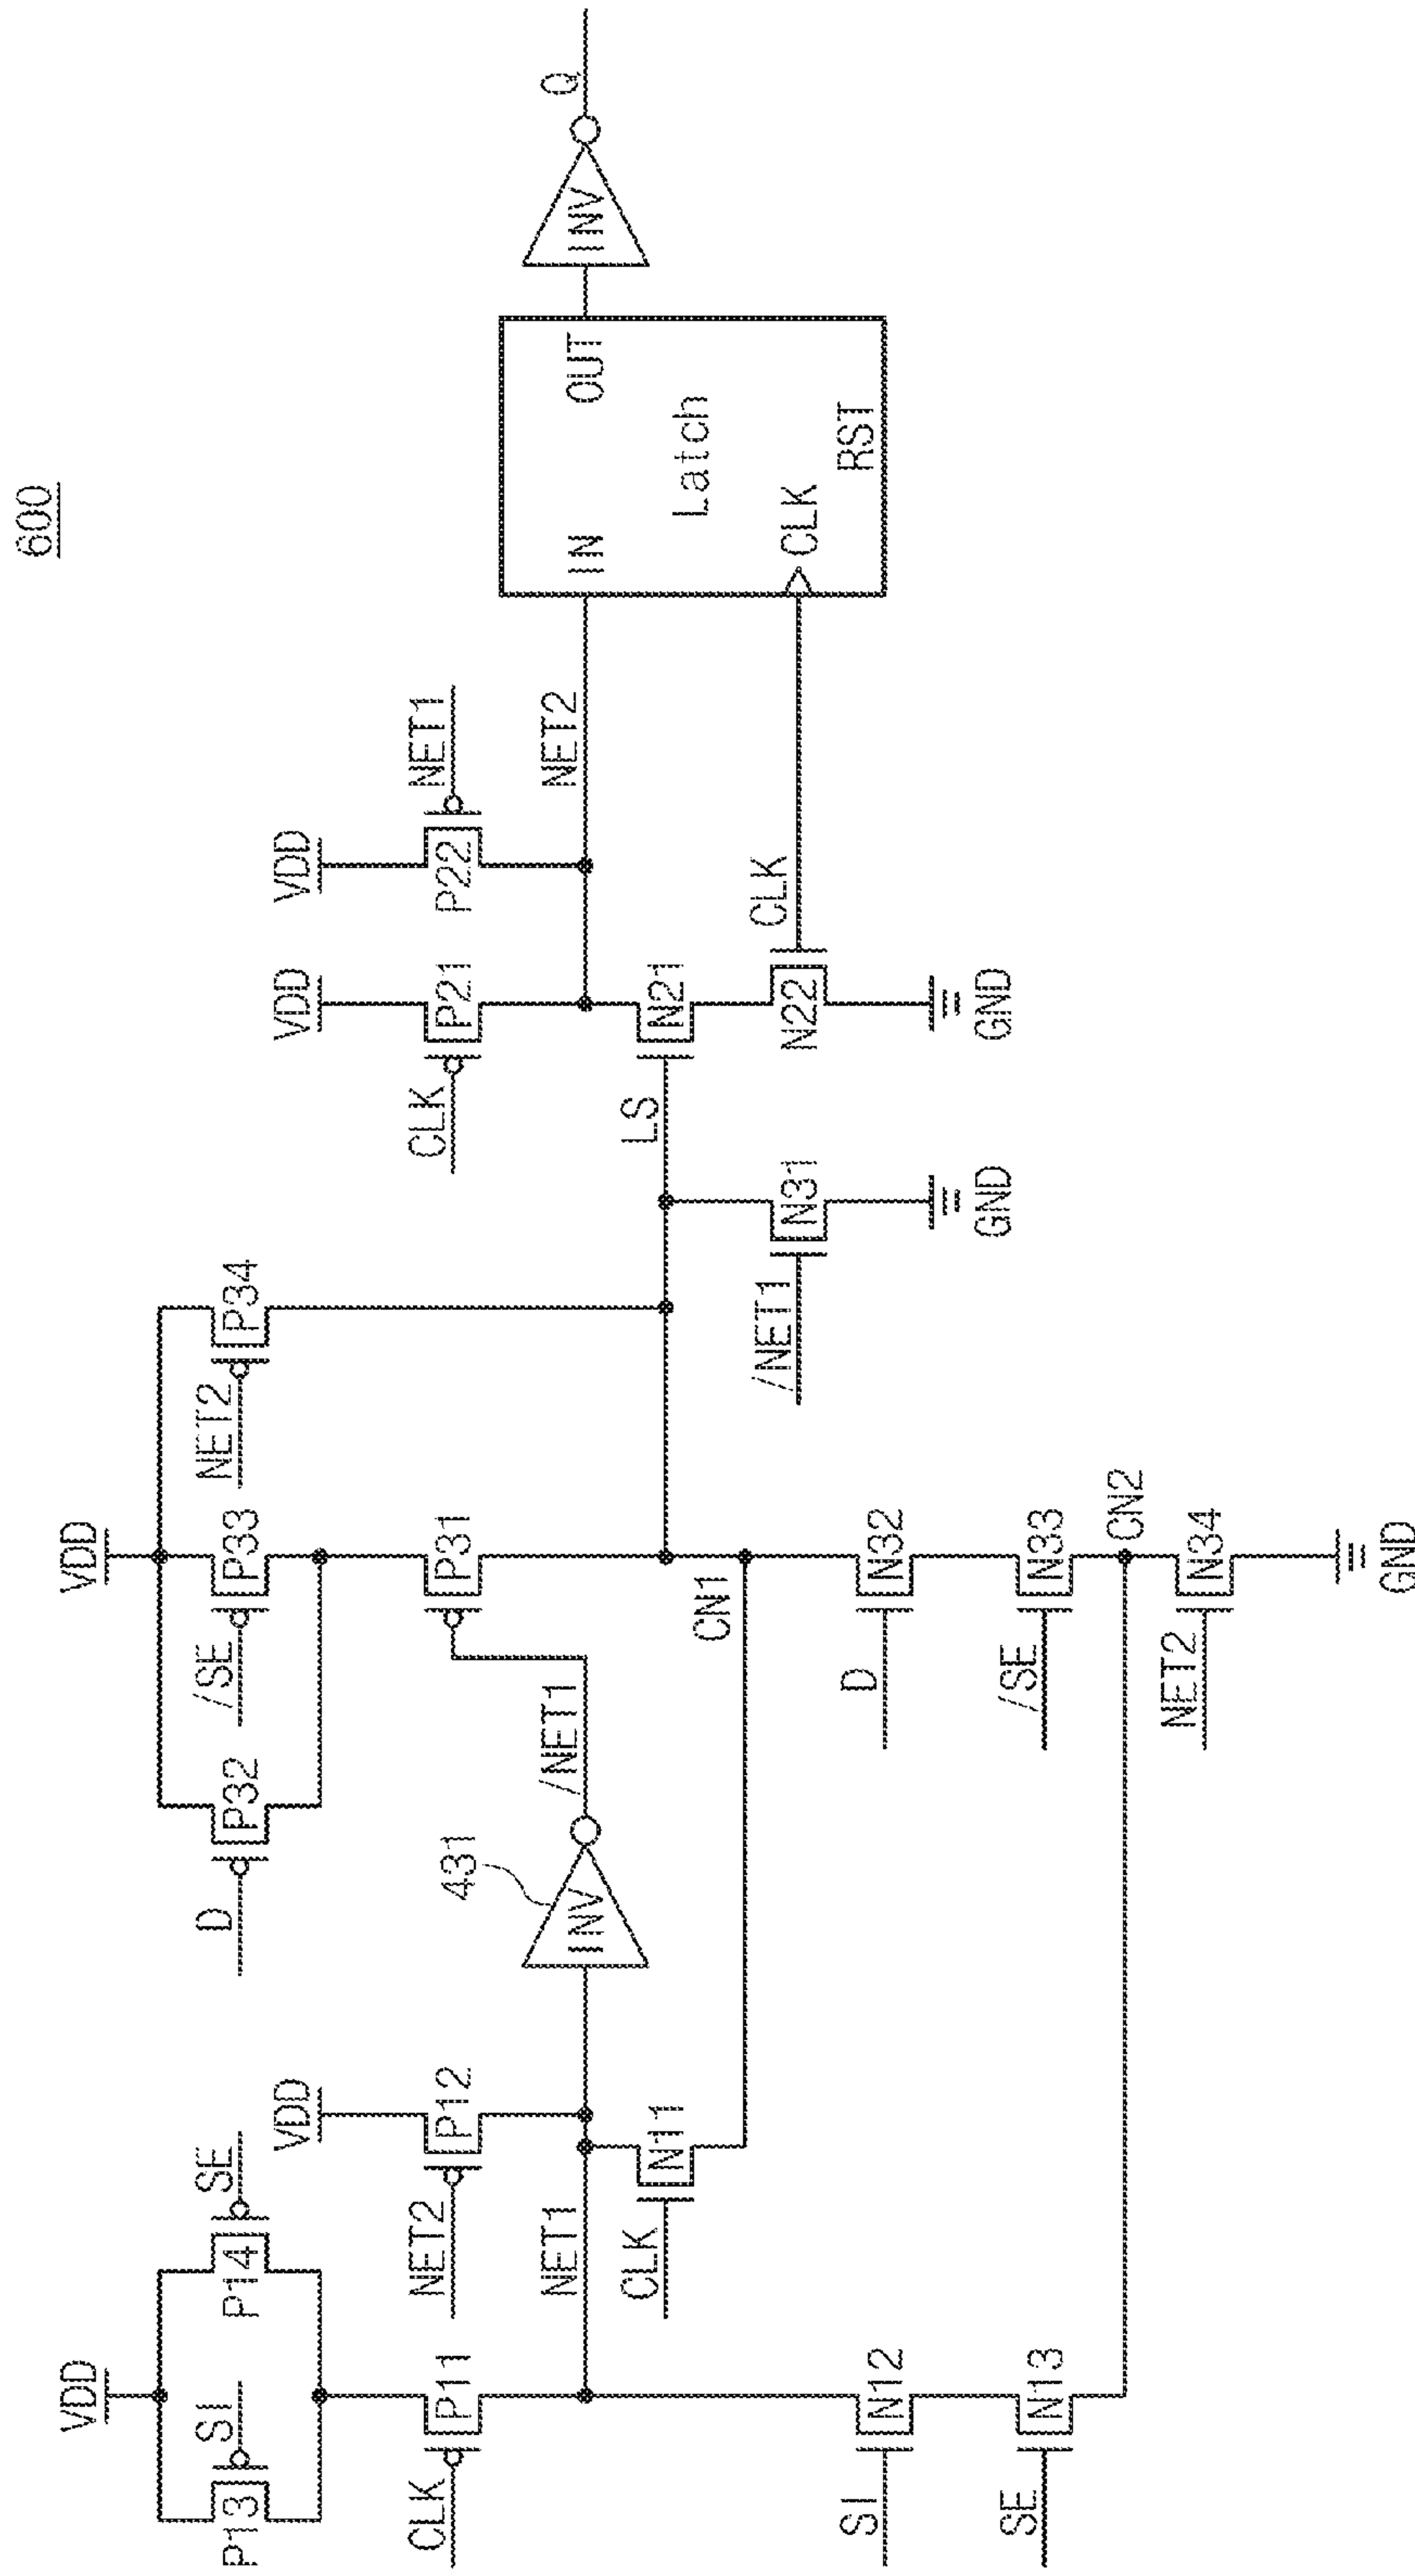 600
VDD
P13
SI
P14
SE
CLK
P11
NET2
P12
VDD
NET1
CLK
N11
SI
N12
SE
N13
431
INV
/NET1
D
P32
/SE
P33
VDD
NET2
P34
P31
CN1
D
N32
/SE
N33
CN2
NET2
N34
GND
/NET1
N31
GND
LS
CLK
P21
VDD
P22
VDD
NET1
NET2
N21
N22
CLK
GND
IN
OUT
Latch
CLK
RST
INV
Q